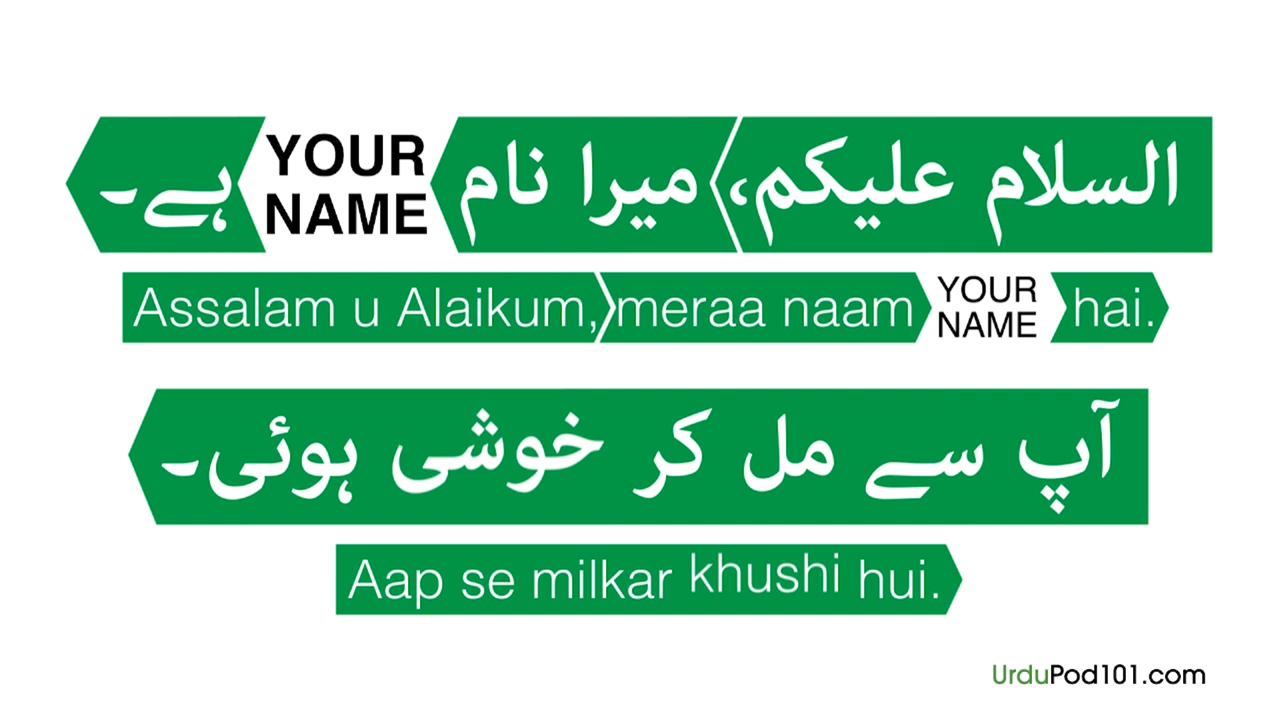 السلام علیکم، میرا نام YOUR NAME ہے۔
Assalam u Alaikum, meraa naam YOUR NAME hai.
آپ سے مل کر خوشی ہوئی۔
Aap se milkar khushi hui.
UrduPod101.com